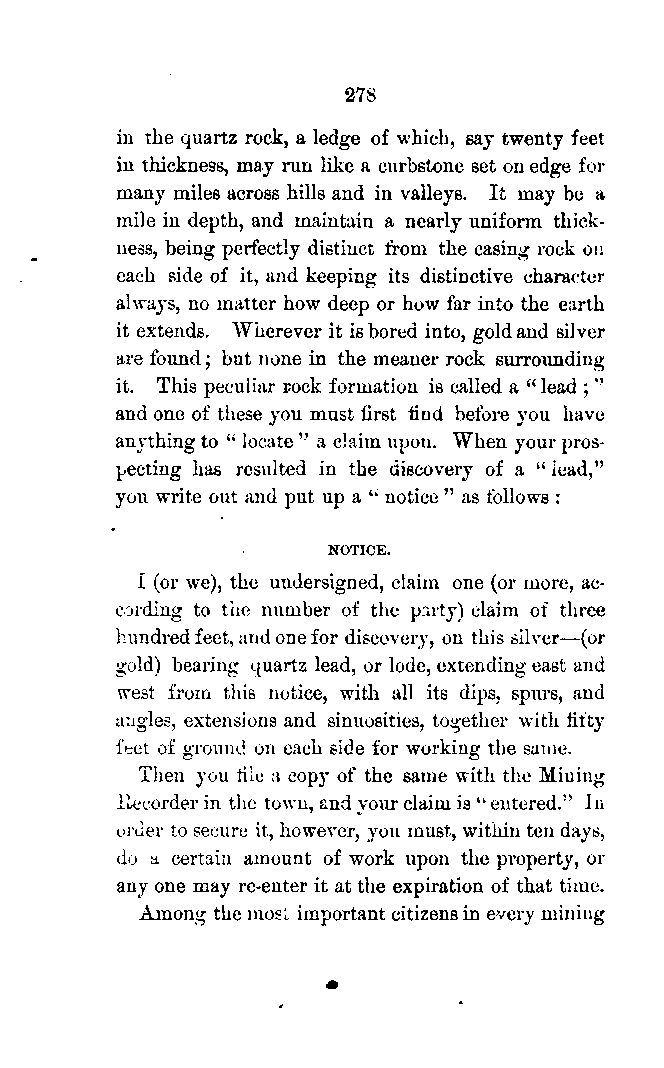 278
in the quartz rock, a ledge of which, say twenty feet
in thickness, may run like a curbstone set on edge for
many miles across hills and in valleys. It may be a
mile in depth, and maintain a nearly uniform thick-
ness, being perfectly distinct from the casing rock on
each side of it, and keeping its distinctive character
always, no matter how deep or how far into the earth
it extends. Wherever it is bored into, gold and silver
are found; but none in the meaner rock surrounding
it. This peculiar rock formation is called a "lead;"
and one of these you must first find before you have
anything to "locate" a claim upon. When your pros-
pecting has resulted in the discovery of a "lead,"
you write out and put up a "notice" as follows:
NOTICE.
I (or we), the undersigned, claim one (or more, ac-
cording to the number of the party) claim of three
hundred feet, and one for discovery, on this silver—(or
gold) bearing quartz lead, or lode, extending east and
west from this notice, with all its dips, spurs, and
angles, extensions and sinuosities, together with fifty
feet of ground on each side for working the same.
Then you file a copy of the same with the Mining
Recorder in the town, and your claim is "entered." In
order to secure it, however, you must, within ten days,
do a certain amount of work upon the property, or
any one may re-enter it at the expiration of that time.
Among the most important citizens in every mining